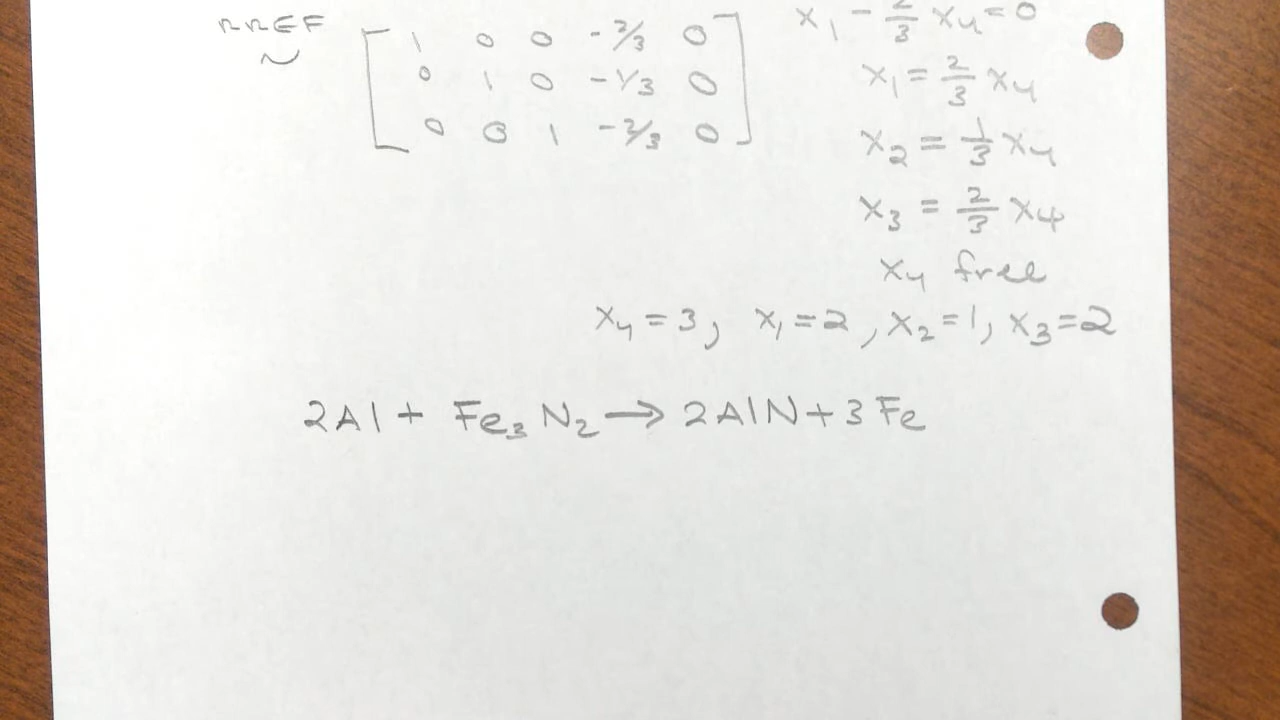 RREF
~
1 0 0 -2/3 0
0 1 0 -1/3 0
0 0 1 -2/3 0
x₁ - 2/3 x₄ = 0
x₁ = 2/3 x₄
x₂ = 1/3 x₄
x₃ = 2/3 x₄
x₄ free
x₄ = 3, x₁ = 2, x₂ = 1, x₃ = 2
2Al + Fe₃N₂ → 2AlN + 3Fe